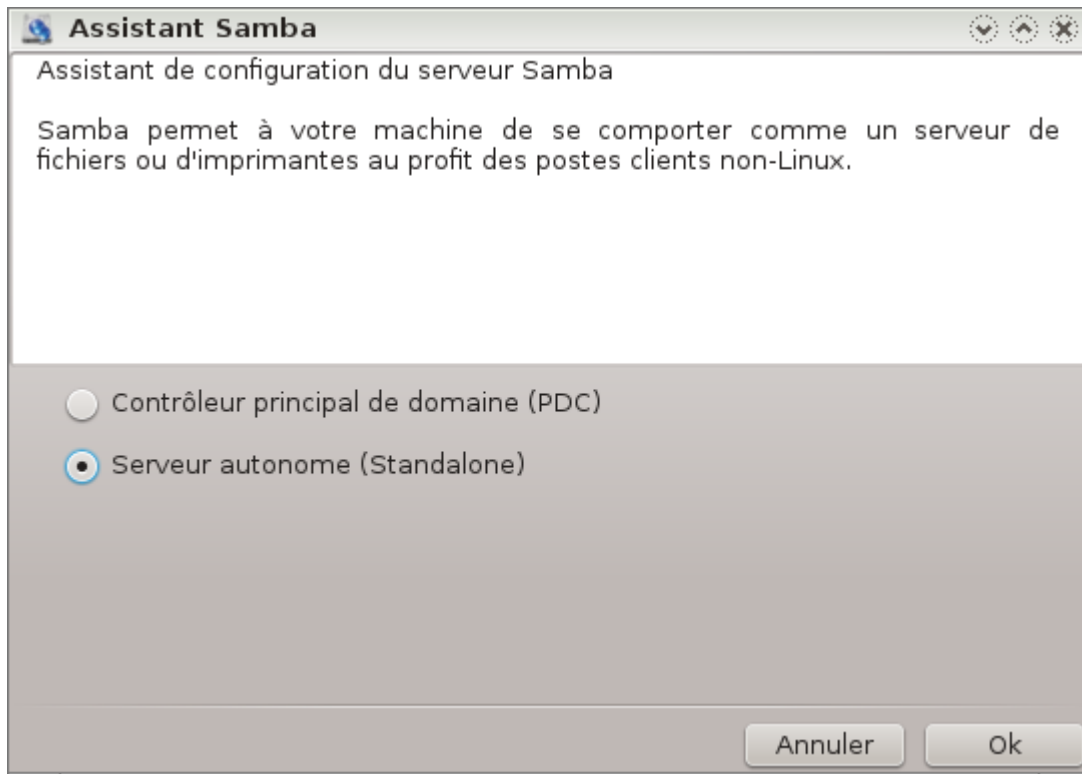 Assistant Samba
Assistant de configuration du serveur Samba
Samba permet à votre machine de se comporter comme un serveur de
fichiers ou d'imprimantes au profit des postes clients non-Linux.
Contrôleur principal de domaine (PDC)
Serveur autonome (Standalone)
Annuler
Ok